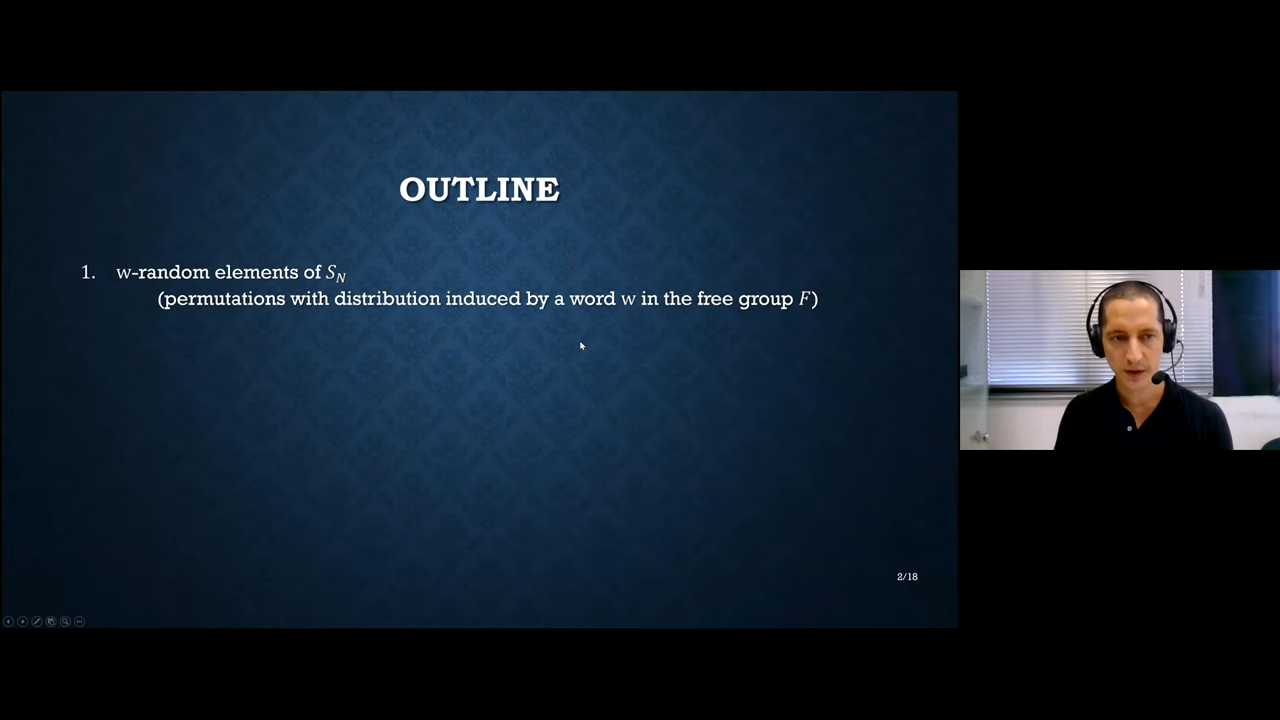 OUTLINE
1. w-random elements of S_N
(permutations with distribution induced by a word w in the free group F)
2/18